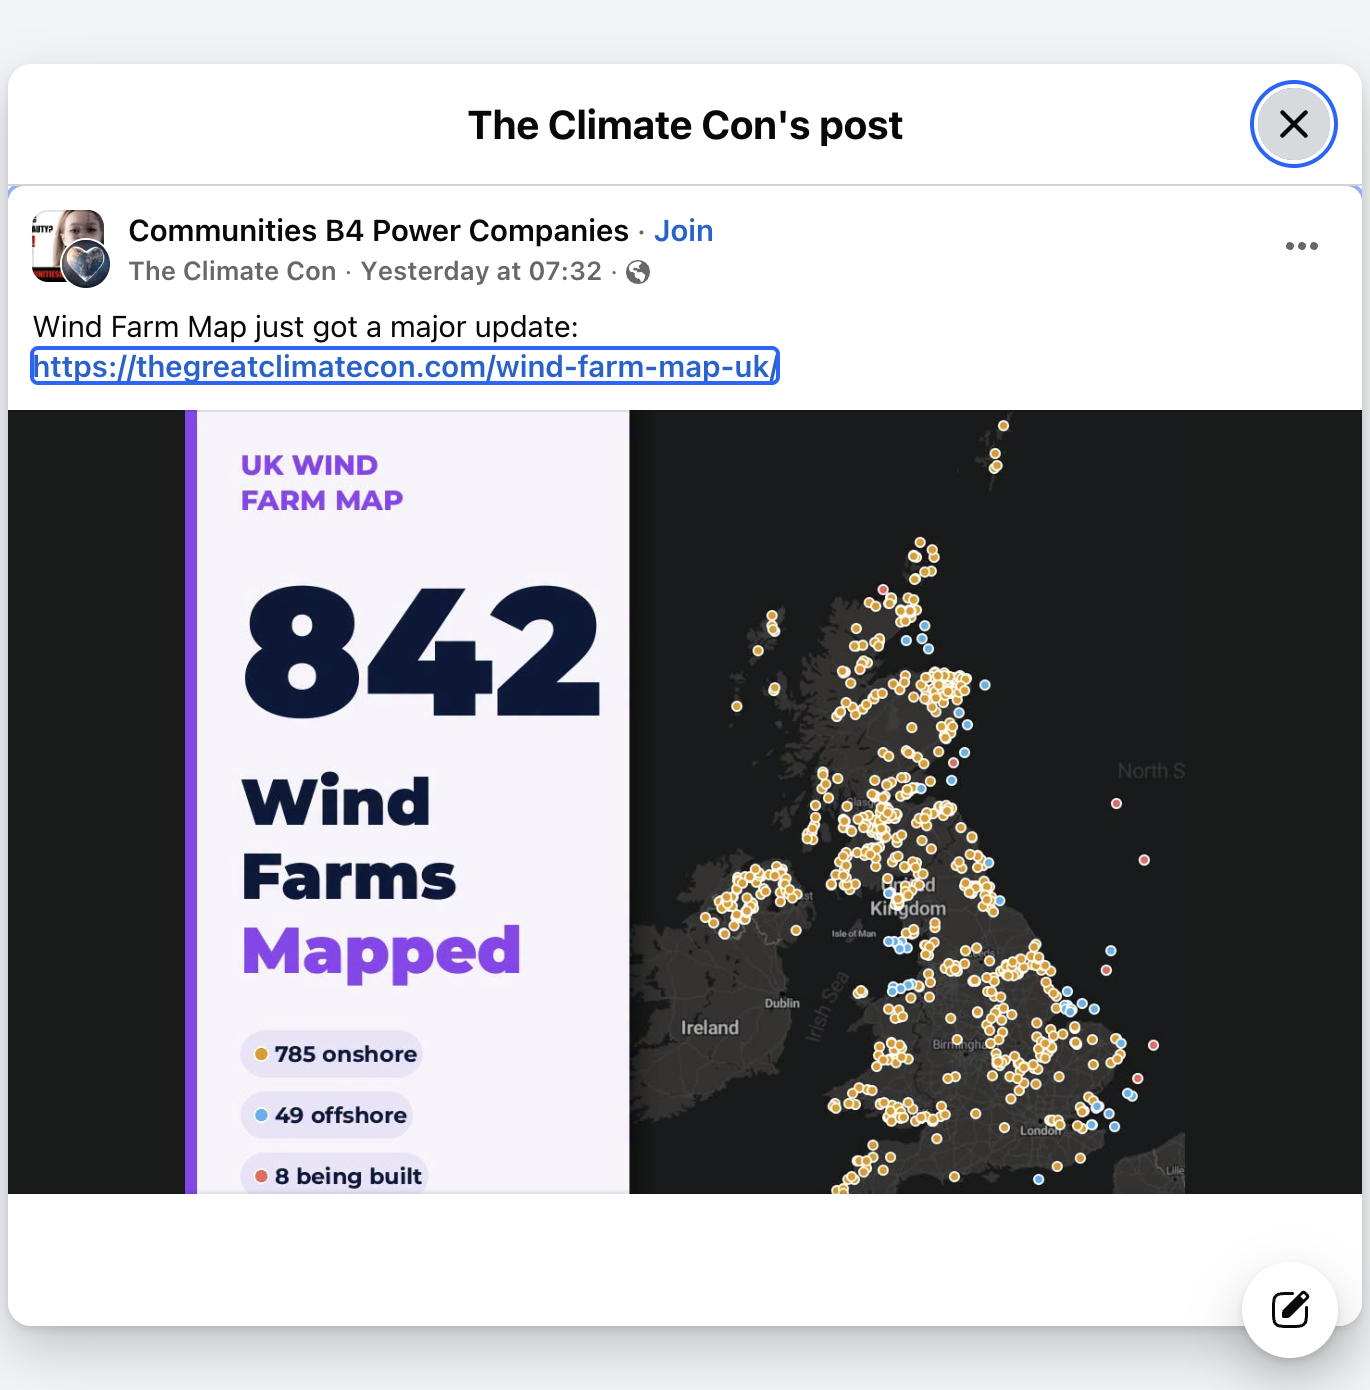 The Climate Con's post
Communities B4 Power Companies · Join
The Climate Con · Yesterday at 07:32 ·
Wind Farm Map just got a major update:
https://thegreatclimatecon.com/wind-farm-map-uk/
UK WIND
FARM MAP
842
Wind
Farms
Mapped
785 onshore
49 offshore
8 being built
North S
United
Kingdom
Isle of Man
Dublin
Ireland
Irish Sea
London
Lille